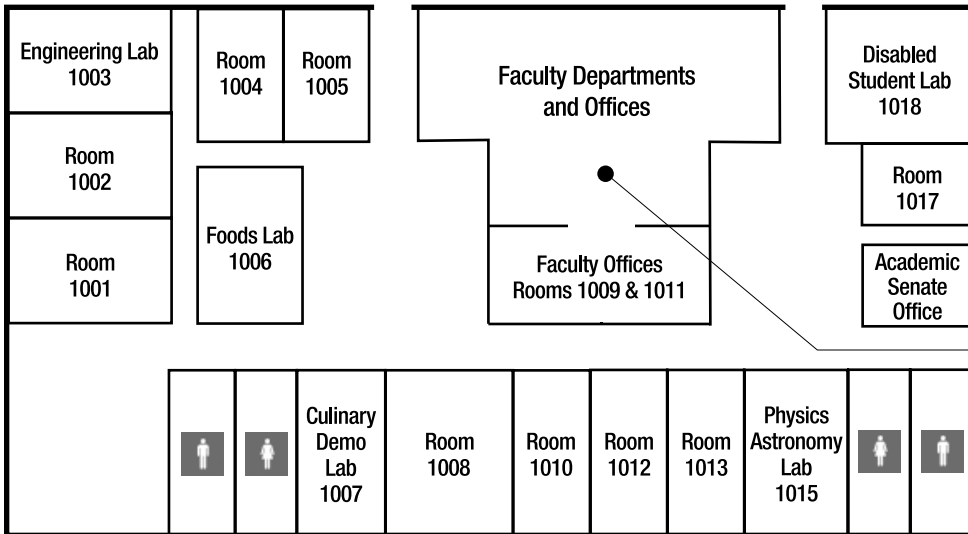 Engineering Lab
1003
Room
1004
Room
1005
Faculty Departments
and Offices
Disabled
Student Lab
1018
Room
1002
Room
1017
Foods Lab
1006
Room
1001
Faculty Offices
Rooms 1009 & 1011
Academic
Senate
Office
Culinary
Demo
Lab
1007
Room
1008
Room
1010
Room
1012
Room
1013
Physics
Astronomy
Lab
1015